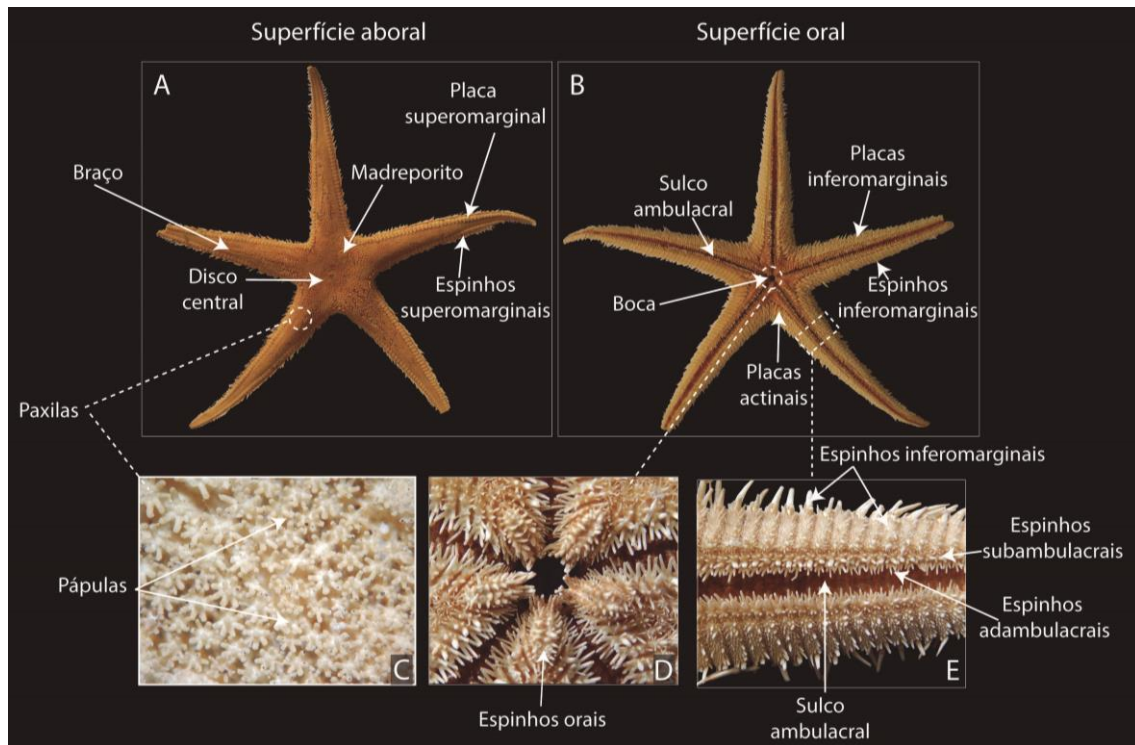 Superfície aboral
Superfície oral
A
Placa
superomarginal
Braço
Madreporito
Disco
central
Espinhos
superomarginais
Paxilas
B
Placas
inferomarginais
Sulco
ambulacral
Boca
Espinhos
inferomarginais
Placas
actinais
Pápulas
C
D
Espinhos orais
Espinhos inferomarginais
Espinhos
subambulacrais
Espinhos
adambulacrais
E
Sulco
ambulacral